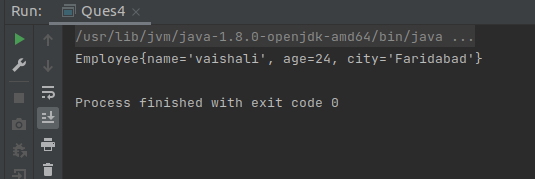 Run: Ques4 ×
/usr/lib/jvm/java-1.8.0-openjdk-amd64/bin/java ...
Employee{name='vaishali', age=24, city='Faridabad'}
Process finished with exit code 0